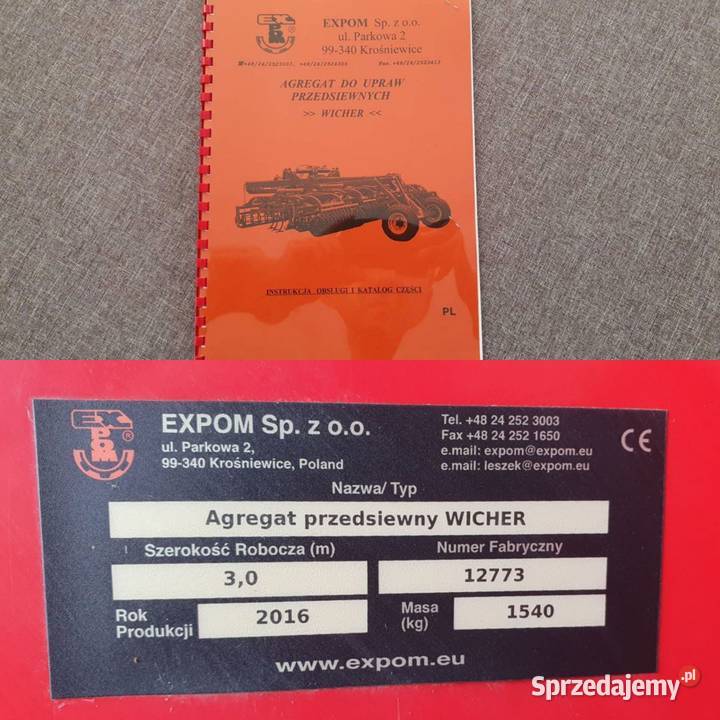 EXPOM
EXPOM Sp. z o.o.
ul. Parkowa 2
99-340 Krośniewice
AGREGAT DO UPRAW
PRZEDSIEWNYCH
>> WICHER <<
INSTRUKCJA OBSŁUGI I KATALOG CZĘŚCI
PL
EXPOM ®
EXPOM Sp. z o.o.
ul. Parkowa 2,
99-340 Krośniewice, Poland
Tel. +48 24 252 3003
Fax +48 24 252 1650
e.mail: expom@expom.eu
e.mail: leszek@expom.eu
CE
Nazwa/ Typ
Agregat przedsiewny WICHER
Szerokość Robocza (m) Numer Fabryczny
3,0 12773
Rok
Produkcji
2016
Masa
(kg)
1540
www.expom.eu
Sprzedajemy.pl